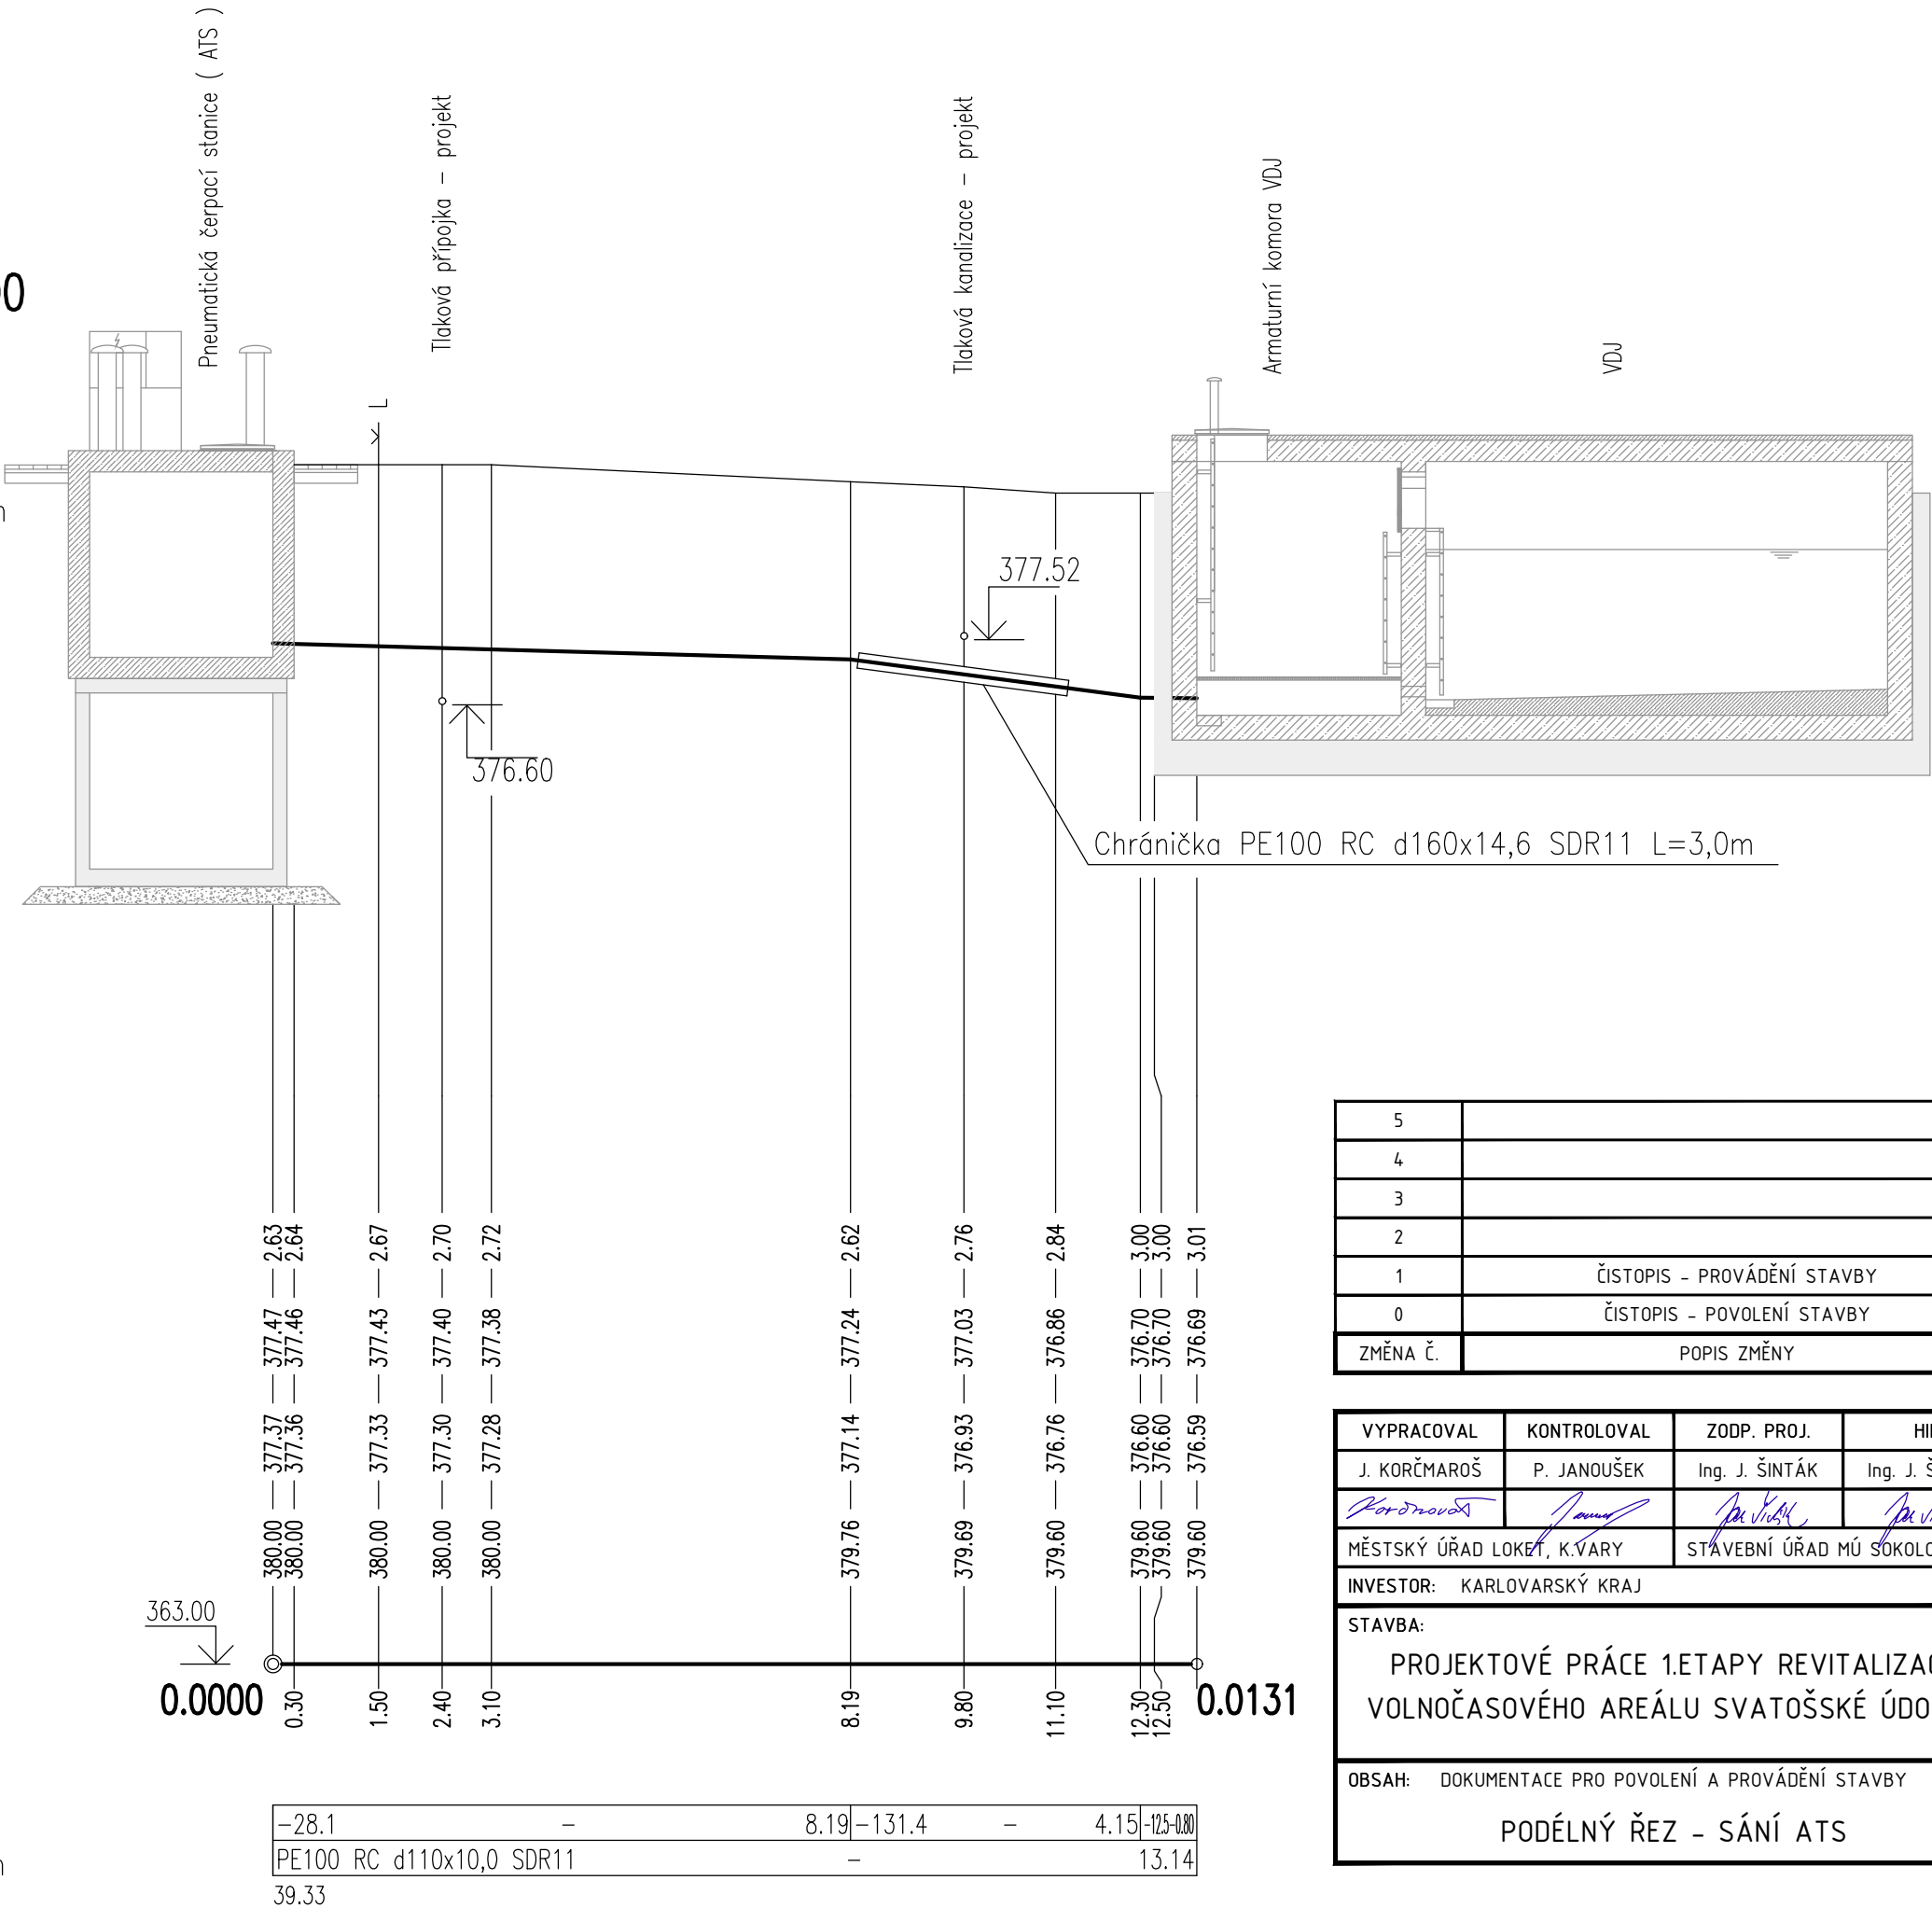 Pneumatická čerpací stanice ( ATS )
Tlaková přípojka – projekt
Tlaková kanalizace – projekt
Armaturní komora VDJ
VDJ
L
377.52
376.60
Chránička PE100 RC d160x14,6 SDR11 L=3,0m
2.63 2.64 2.67 2.70 2.72 2.62 2.76 2.84 3.00 3.00 3.01
377.47 377.46 377.43 377.40 377.38 377.24 377.03 376.86 376.70 376.70 376.69
377.37 377.36 377.33 377.30 377.28 377.14 376.93 376.76 376.60 376.60 376.59
380.00 380.00 380.00 380.00 380.00 379.76 379.69 379.60 379.60 379.60 379.60
363.00
0.0000 0.30 1.50 2.40 3.10 8.19 9.80 11.10 12.30 12.50 0.0131
–28.1 – 8.19 –131.4 – 4.15 –12.5–0.80
PE100 RC d110x10,0 SDR11 – 13.14
39.33
5
4
3
2
1 ČISTOPIS – PROVÁDĚNÍ STAVBY
0 ČISTOPIS – POVOLENÍ STAVBY
ZMĚNA Č. POPIS ZMĚNY
VYPRACOVAL KONTROLOVAL ZODP. PROJ.
J. KORČMAROŠ P. JANOUŠEK Ing. J. ŠINTÁK Ing. J.
MĚSTSKÝ ÚŘAD LOKET, K.VARY STAVEBNÍ ÚŘAD MÚ
INVESTOR: KARLOVARSKÝ KRAJ
STAVBA:
PROJEKTOVÉ PRÁCE 1.ETAPY
VOLNOČASOVÉHO AREÁLU SVATOŠSKÉ
OBSAH: DOKUMENTACE PRO POVOLENÍ A PROVÁDĚNÍ STAVBY
PODÉLNÝ ŘEZ – SÁNÍ ATS